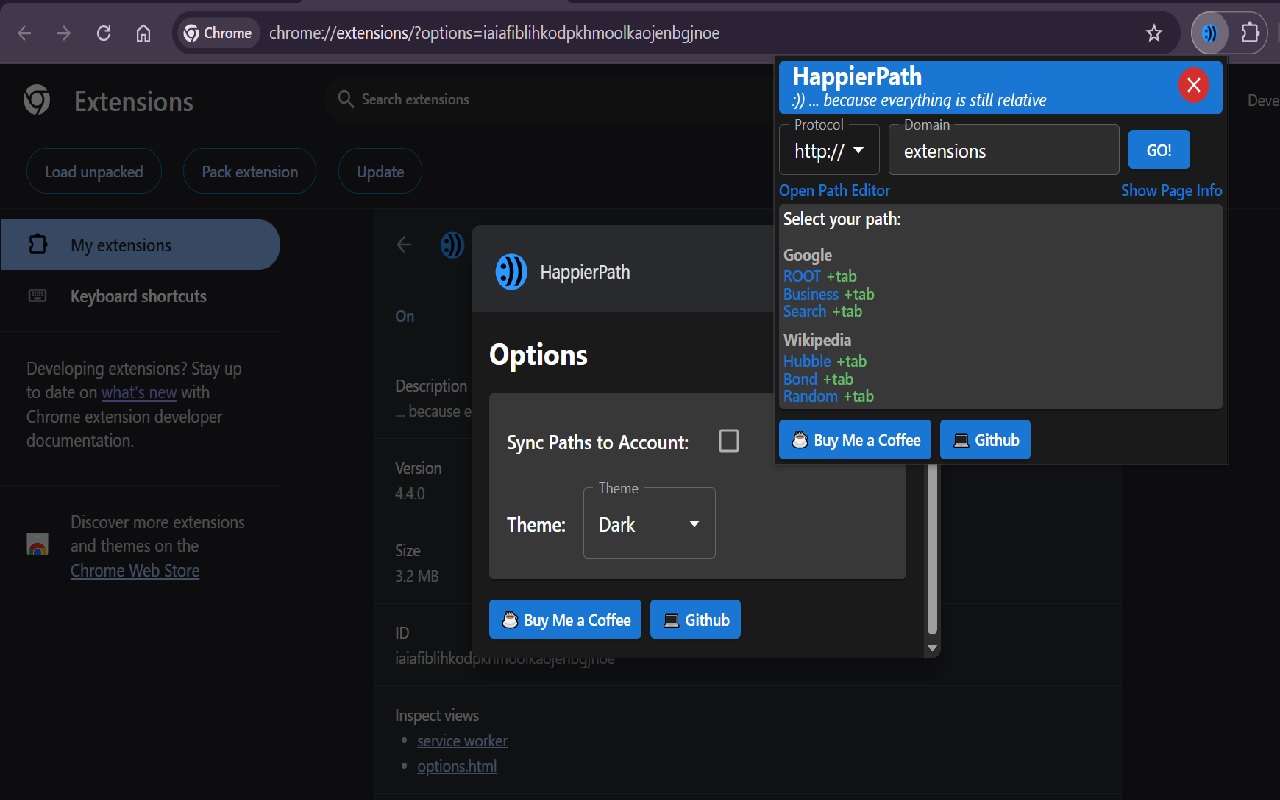 Chrome
chrome://extensions/?options=iaiafiblihkodpkhmoolkaojenbgjnoe
Extensions
Search extensions
Load unpacked
Pack extension
Update
My extensions
Keyboard shortcuts
Developing extensions? Stay up
to date on what's new with
Chrome extension developer
documentation.
Discover more extensions
and themes on the
Chrome Web Store
On
Description
... because e
Version
4.4.0
Size
3.2 MB
ID
iaiafiblihkodpkhmoolkaojenbgjnoe
Inspect views
• service worker
• options.html
HappierPath
Options
Sync Paths to Account:
Theme
Theme:
Dark
Buy Me a Coffee
Github
HappierPath
:)) ... because everything is still relative
Protocol
http://
Domain
extensions
GO!
Open Path Editor
Show Page Info
Select your path:
Google
ROOT +tab
Business +tab
Search +tab
Wikipedia
Hubble +tab
Bond +tab
Random +tab
Buy Me a Coffee
Github